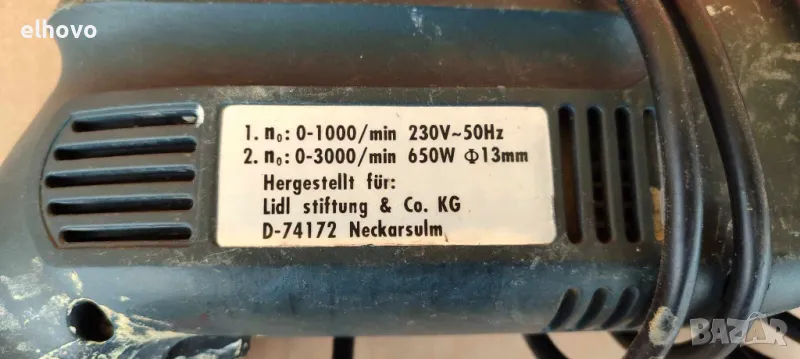 elhovo
1. n₀: 0-1000/min 230V~50Hz
2. n₀: 0-3000/min 650W Φ13mm
Hergestellt für:
Lidl stiftung & Co. KG
D-74172 Neckarsulm
BAZAR